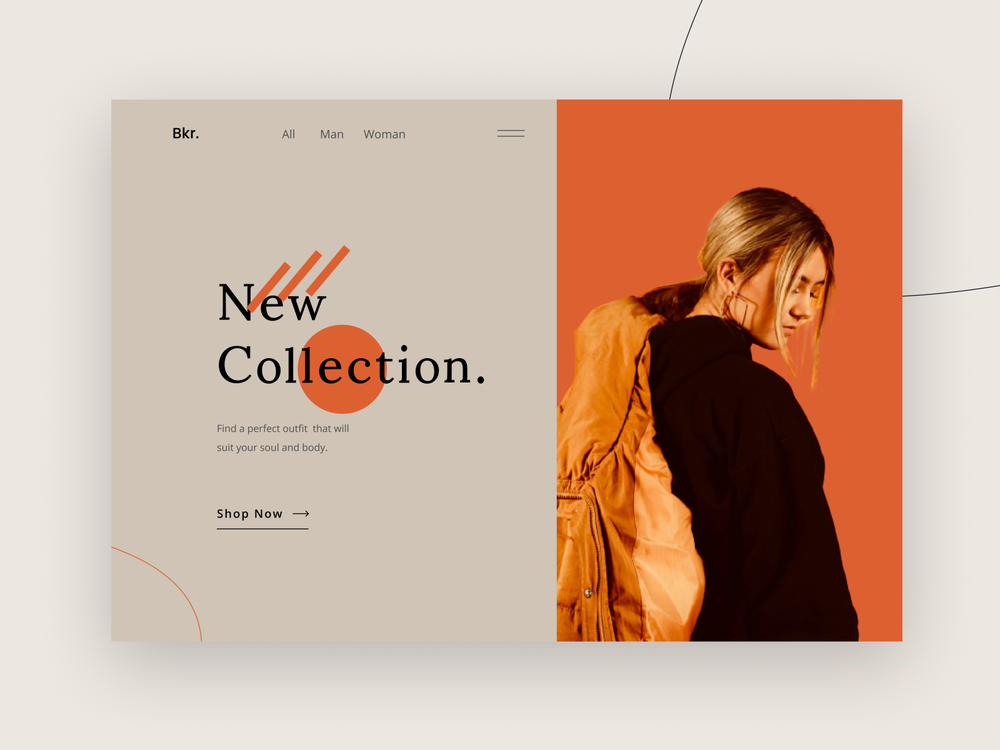 Bkr.
All Man Woman
New
Collection.
Find a perfect outfit that will
suit your soul and body.
Shop Now